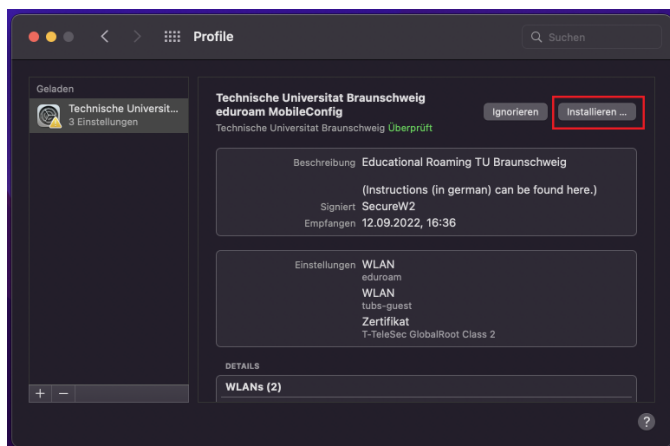 Profile
Suchen
Geladen
Technische Universit...
3 Einstellungen
Technische Universitat Braunschweig
eduroam MobileConfig
Technische Universitat Braunschweig Überprüft
Ignorieren
Installieren ...
Beschreibung Educational Roaming TU Braunschweig
(Instructions (in german) can be found here.)
Signiert SecureW2
Empfangen 12.09.2022, 16:36
Einstellungen WLAN
eduroam
WLAN
tubs-guest
Zertifikat
T-TeleSec GlobalRoot Class 2
DETAILS
WLANs (2)
+ −
?